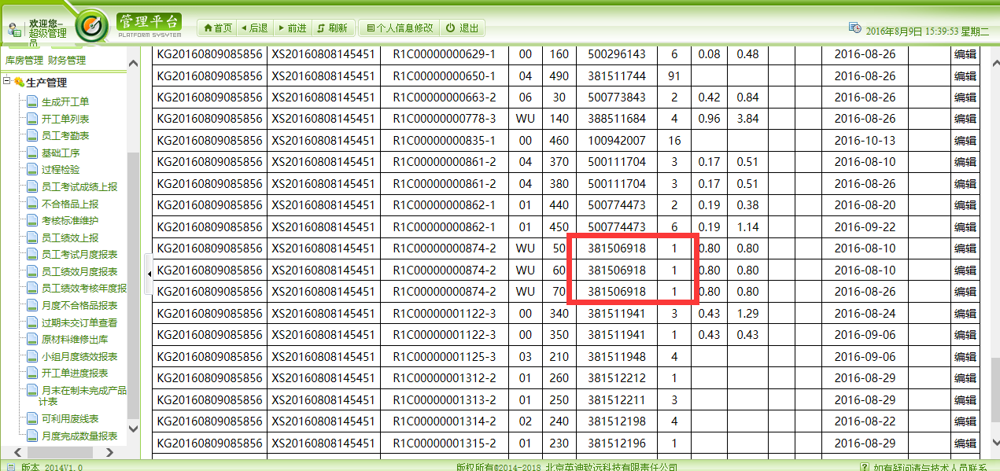 欢迎您-
超级管理
员
管理平台
PLATFORM SYSYTEM
首页 后退 前进 刷新 个人信息修改 退出
2016年8月9日 15:39:53 星期二
库房管理 财务管理
生产管理
生成开工单
开工单列表
员工考勤表
基础工序
过程检验
员工考试成绩上报
不合格品上报
考核标准维护
员工绩效上报
员工考试月度报表
员工绩效月度报表
员工绩效考核年度报
月度不合格品报表
过期未交订单查看
原材料维修出库
小组月度绩效报表
开工单进度报表
月末在制未完成产品
计表
可利用废线表
月度完成数量报表
KG20160809085856 XS20160808145451 R1C00000000629-1 00 160 500296143 6 0.08 0.48 2016-08-26 编辑
KG20160809085856 XS20160808145451 R1C00000000650-1 04 490 381511744 91 2016-08-26 编辑
KG20160809085856 XS20160808145451 R1C00000000663-2 06 30 500773843 2 0.42 0.84 2016-08-26 编辑
KG20160809085856 XS20160808145451 R1C00000000778-3 WU 140 388511684 4 0.96 3.84 2016-08-26 编辑
KG20160809085856 XS20160808145451 R1C00000000835-1 00 460 100942007 16 2016-10-13 编辑
KG20160809085856 XS20160808145451 R1C00000000861-2 04 370 500111704 3 0.17 0.51 2016-08-10 编辑
KG20160809085856 XS20160808145451 R1C00000000861-2 04 380 500111704 3 0.17 0.51 2016-08-26 编辑
KG20160809085856 XS20160808145451 R1C00000000862-1 01 440 500774473 2 0.19 0.38 2016-08-20 编辑
KG20160809085856 XS20160808145451 R1C00000000862-1 01 450 500774473 6 0.19 1.14 2016-09-22 编辑
KG20160809085856 XS20160808145451 R1C00000000874-2 WU 50 381506918 1 0.80 0.80 2016-08-10 编辑
KG20160809085856 XS20160808145451 R1C00000000874-2 WU 60 381506918 1 0.80 0.80 2016-08-10 编辑
KG20160809085856 XS20160808145451 R1C00000000874-2 WU 70 381506918 1 0.80 0.80 2016-08-26 编辑
KG20160809085856 XS20160808145451 R1C00000001122-3 00 340 381511941 3 0.43 1.29 2016-08-24 编辑
KG20160809085856 XS20160808145451 R1C00000001122-3 00 350 381511941 1 0.43 0.43 2016-09-06 编辑
KG20160809085856 XS20160808145451 R1C00000001125-3 03 210 381511948 4 2016-09-06 编辑
KG20160809085856 XS20160808145451 R1C00000001312-2 01 260 381512212 1 2016-08-29 编辑
KG20160809085856 XS20160808145451 R1C00000001313-2 01 250 381512211 3 2016-08-29 编辑
KG20160809085856 XS20160808145451 R1C00000001314-2 02 240 381512198 4 2016-08-22 编辑
KG20160809085856 XS20160808145451 R1C00000001315-2 01 230 381512196 1 2016-08-29 编辑
版本 2014V1.0
版权所有©2014-2018 北京英迪致远科技有限责任公司
如有疑问请与技术人员联系